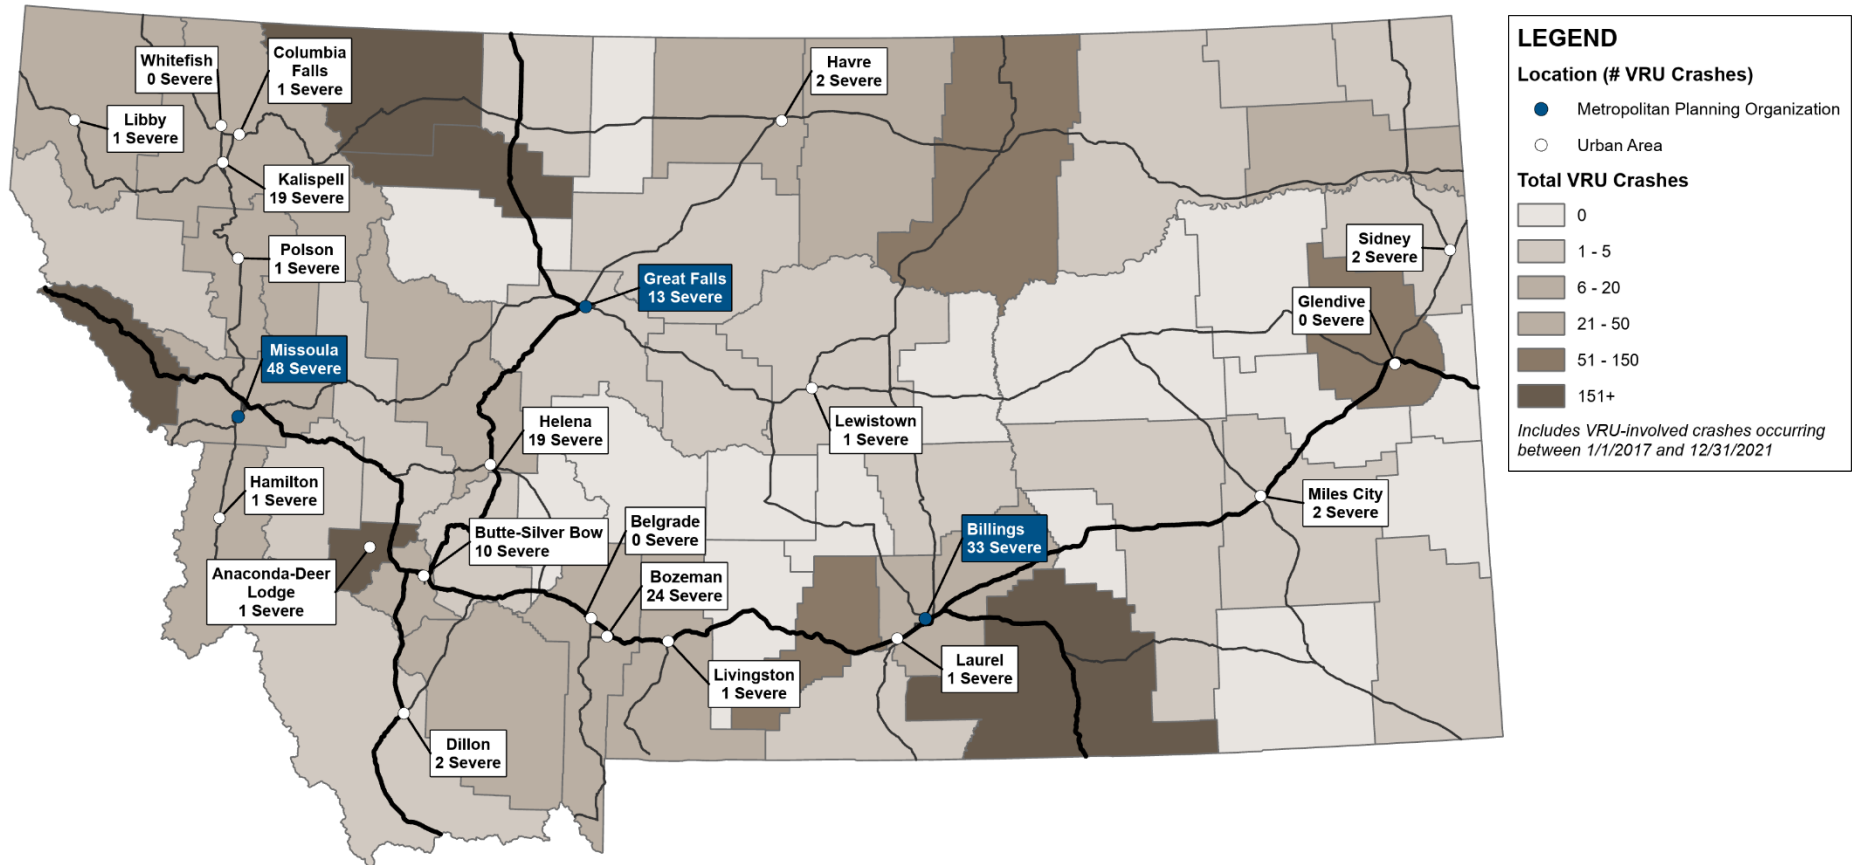 Whitefish
0 Severe
Columbia
Falls
1 Severe
Havre
2 Severe
Libby
1 Severe
Kalispell
19 Severe
Polson
1 Severe
Sidney
2 Severe
Great Falls
13 Severe
Glendive
0 Severe
Missoula
48 Severe
Helena
19 Severe
Lewistown
1 Severe
Hamilton
1 Severe
Miles City
2 Severe
Butte-Silver Bow
10 Severe
Belgrade
0 Severe
Billings
33 Severe
Anaconda-Deer
Lodge
1 Severe
Bozeman
24 Severe
Livingston
1 Severe
Laurel
1 Severe
Dillon
2 Severe
LEGEND
Location (# VRU Crashes)
Metropolitan Planning Organization
Urban Area
Total VRU Crashes
0
1 - 5
6 - 20
21 - 50
51 - 150
151+
Includes VRU-involved crashes occurring
between 1/1/2017 and 12/31/2021